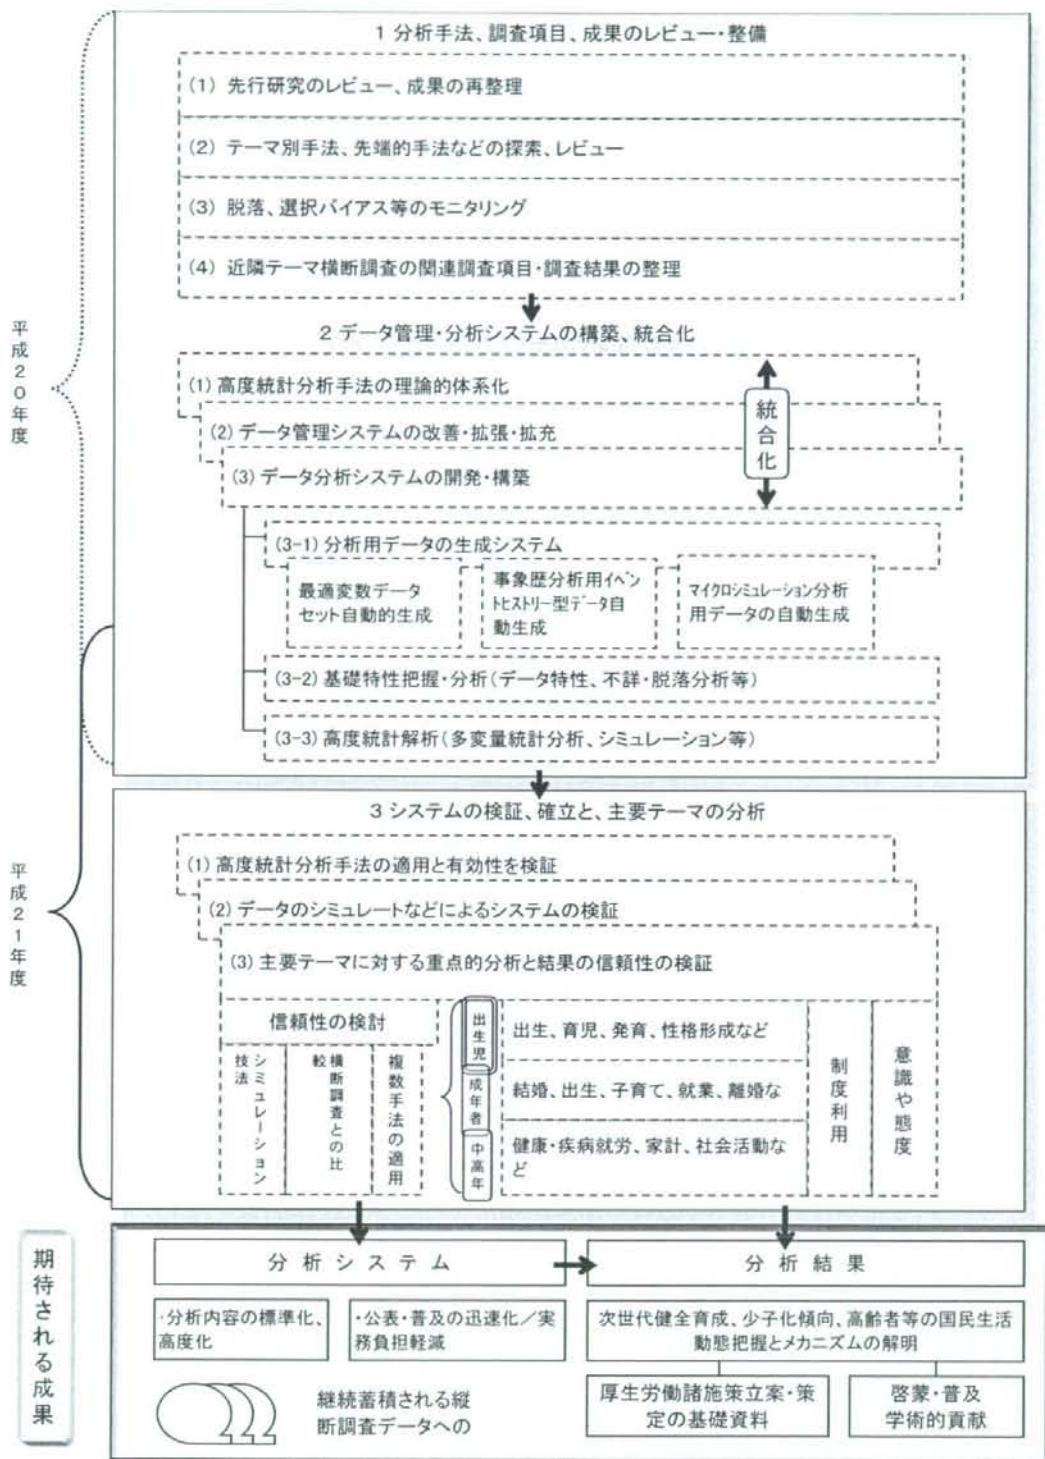 平成20年度
平成21年度
1 分析手法、調査項目、成果のレビュー・整備
(1) 先行研究のレビュー、成果の再整理
(2) テーマ別手法、先端的手法などの探索、レビュー
(3) 脱落、選択バイアス等のモニタリング
(4) 近隣テーマ横断調査の関連調査項目・調査結果の整理
2 データ管理・分析システムの構築、統合化
(1) 高度統計分析手法の理論的体系化
(2) データ管理システムの改善・拡張・拡充
(3) データ分析システムの開発・構築
統合化
(3-1) 分析用データの生成システム
最適変数データ
セット自動的生成
事象歴分析用イベン
トヒストリー型データ自
動生成
マイクロシミュレーション分析
用データの自動生成
(3-2) 基礎特性把握・分析(データ特性、不詳・脱落分析等)
(3-3) 高度統計解析(多変量統計分析、シミュレーション等)
3 システムの検証、確立と、主要テーマの分析
(1) 高度統計分析手法の適用と有効性を検証
(2) データのシミュレートなどによるシステムの検証
(3) 主要テーマに対する重点的分析と結果の信頼性の検証
信頼性の検討
シミュレーション
技法
横断調査との比
較
複数手法の適用
出生児
成年者
中高年
出生、育児、発育、性格形成など
結婚、出生、子育て、就業、離婚な
健康・疾病就労、家計、社会活動な
ど
制度利用
意識や態度
期待される成果
分析システム
分析結果
・分析内容の標準化、
高度化
・公表・普及の迅速化/実
務負担軽減
次世代健全育成、少子化傾向、高齢者等の国民生活
動態把握とメカニズムの解明
継続蓄積される縦
断調査データへの
厚生労働諸施策立案・策
定の基礎資料
啓蒙・普及
学術的貢献